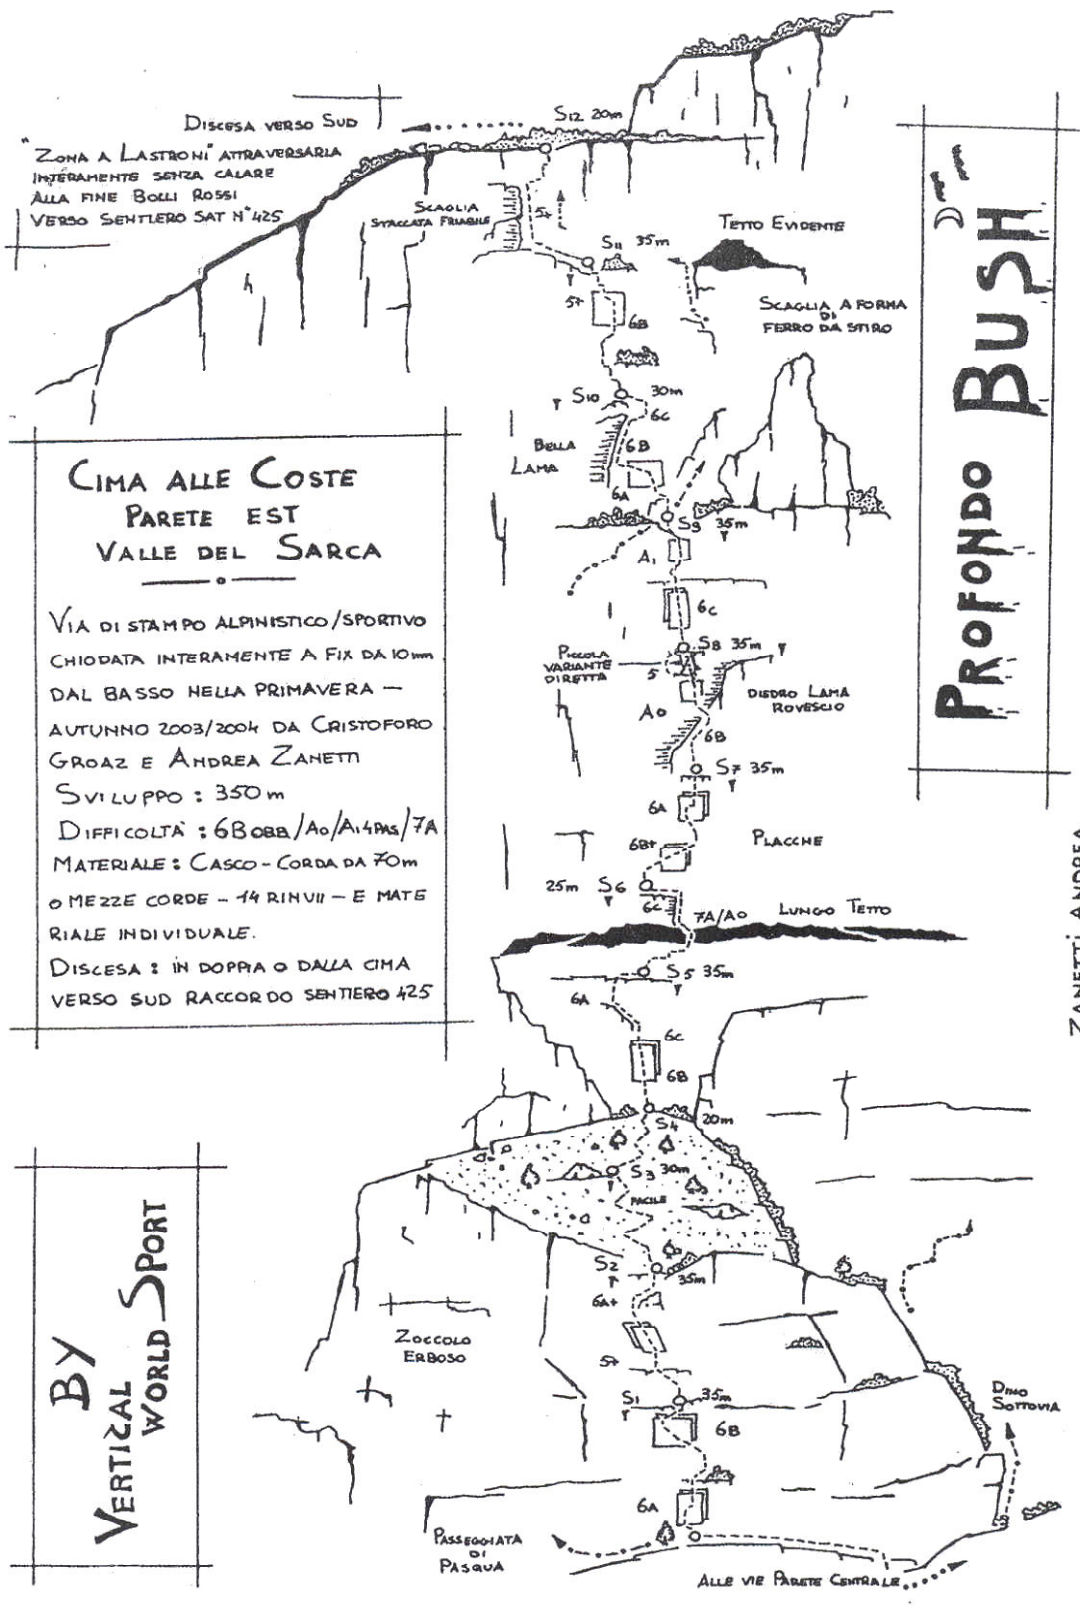 DISCESA VERSO SUD
"ZONA A LASTRONI" ATTRAVERSARLA
INTERAMENTE SENZA CALARE
ALLA FINE BOLLI ROSSI
VERSO SENTIERO SAT N° 425
S12 20m
SCAGLIA
STACCATA FRIABILE
5+
S11 35m
TETTO EVIDENTE
5+
6B
SCAGLIA A FORMA
DI
FERRO DA STIRO
S10 30m
6C
BELLA
LAMA
6B
6A
S9 35m
A1
6C
S8 35m
PICCOLA
VARIANTE
DIRETTA
5
DIEDRO LAMA
ROVESCIO
A0
6B
S7 35m
6A
PLACCHE
6B+
25m S6
6C
7A/A0
LUNGO TETTO
S5 35m
6A
6C
6B
S4 20m
S3 30m
FACILE
S2
35m
6A+
ZOCCOLO
ERBOSO
5+
S1 35m
6B
DINO
SOTTOVIA
6A
PASSEGGIATA
DI
PASQUA
ALLE VIE PARETE CENTRALE
PROFONDO BUSH
CIMA ALLE COSTE
PARETE EST
VALLE DEL SARCA
VIA DI STAMPO ALPINISTICO/SPORTIVO
CHIODATA INTERAMENTE A FIX DA 10mm
DAL BASSO NELLA PRIMAVERA –
AUTUNNO 2003/2004 DA CRISTOFORO
GROAZ E ANDREA ZANETTI
SVILUPPO : 350 m
DIFFICOLTÀ : 6B OBB/A0/A1 4 PAS/7A
MATERIALE : CASCO – CORDA DA 70m
O MEZZE CORDE – 14 RINVII – E MATE
RIALE INDIVIDUALE.
DISCESA : IN DOPPIA O DALLA CIMA
VERSO SUD RACCORDO SENTIERO 425
ZANETTI ANDREA
BY
VERTICAL
WORLD SPORT